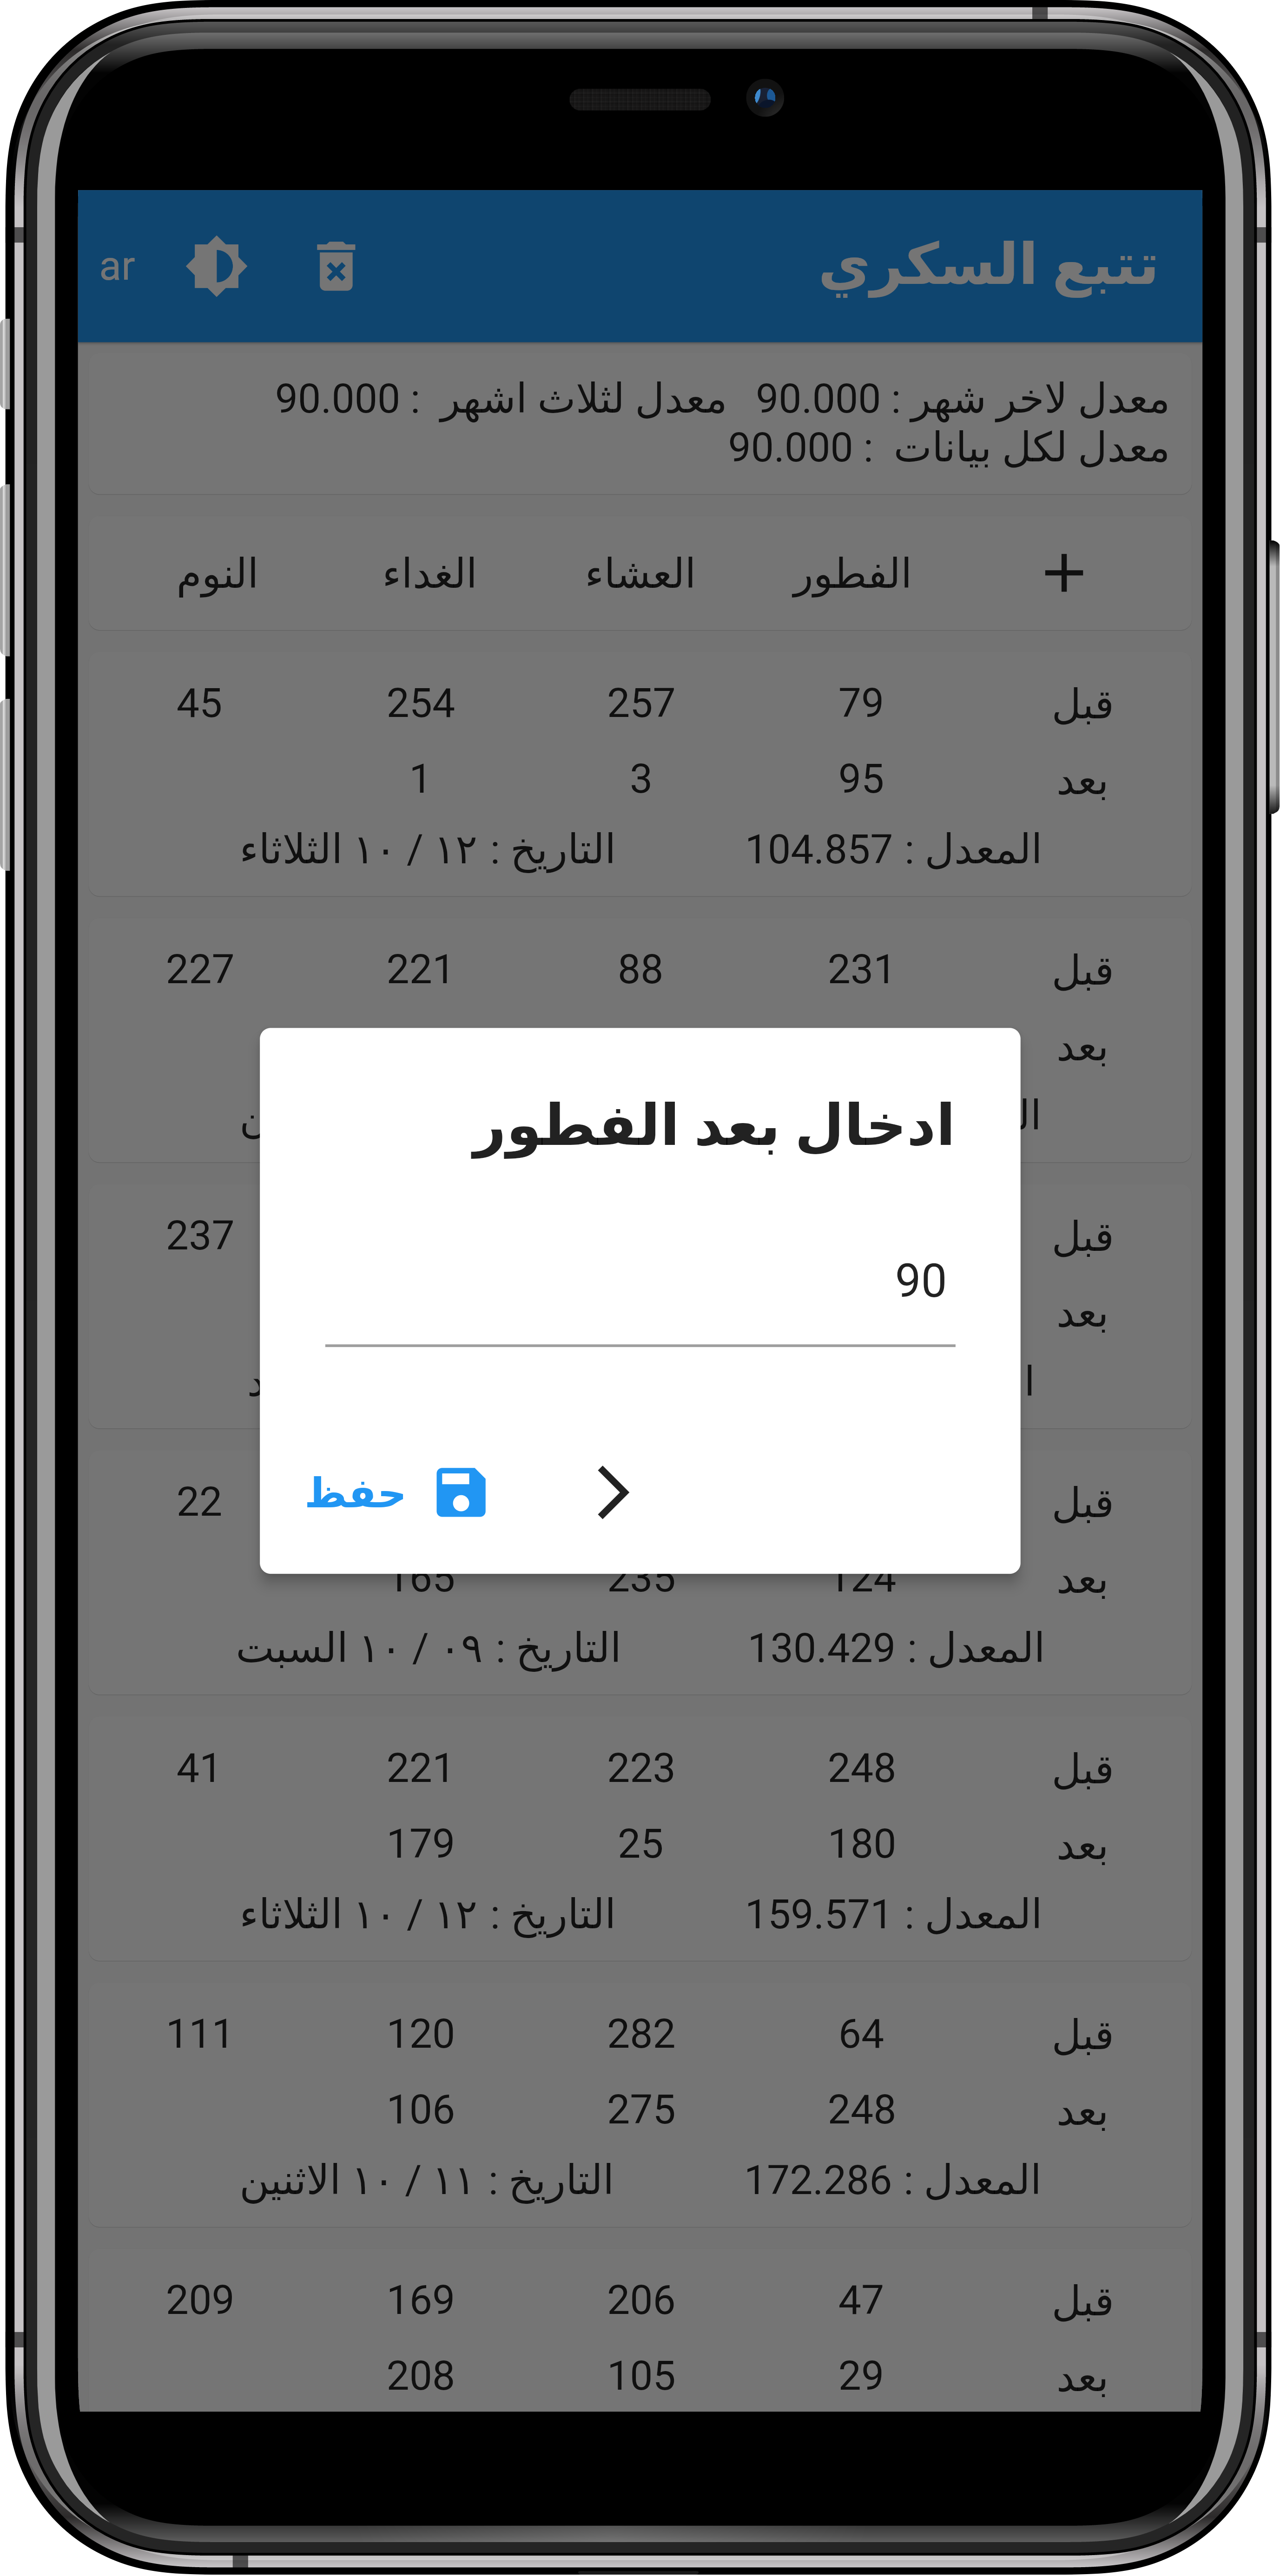 تتبع السكري ar
معدل لاخر شهر : 90.000 معدل لثلاث اشهر : 90.000
معدل لكل بيانات : 90.000
+ الفطور العشاء الغداء النوم
قبل 79 257 254 45
بعد 95 3 1
المعدل : 104.857 التاريخ : ١٢ / ١٠ الثلاثاء
قبل 231 88 221 227
بعد
ادخال بعد الفطور
90
حفظ
قبل 237
بعد
قبل 22
بعد 124 235 165
المعدل : 130.429 التاريخ : ٠٩ / ١٠ السبت
قبل 248 223 221 41
بعد 180 25 179
المعدل : 159.571 التاريخ : ١٢ / ١٠ الثلاثاء
قبل 64 282 120 111
بعد 248 275 106
المعدل : 172.286 التاريخ : ١١ / ١٠ الاثنين
قبل 47 206 169 209
بعد 29 105 208